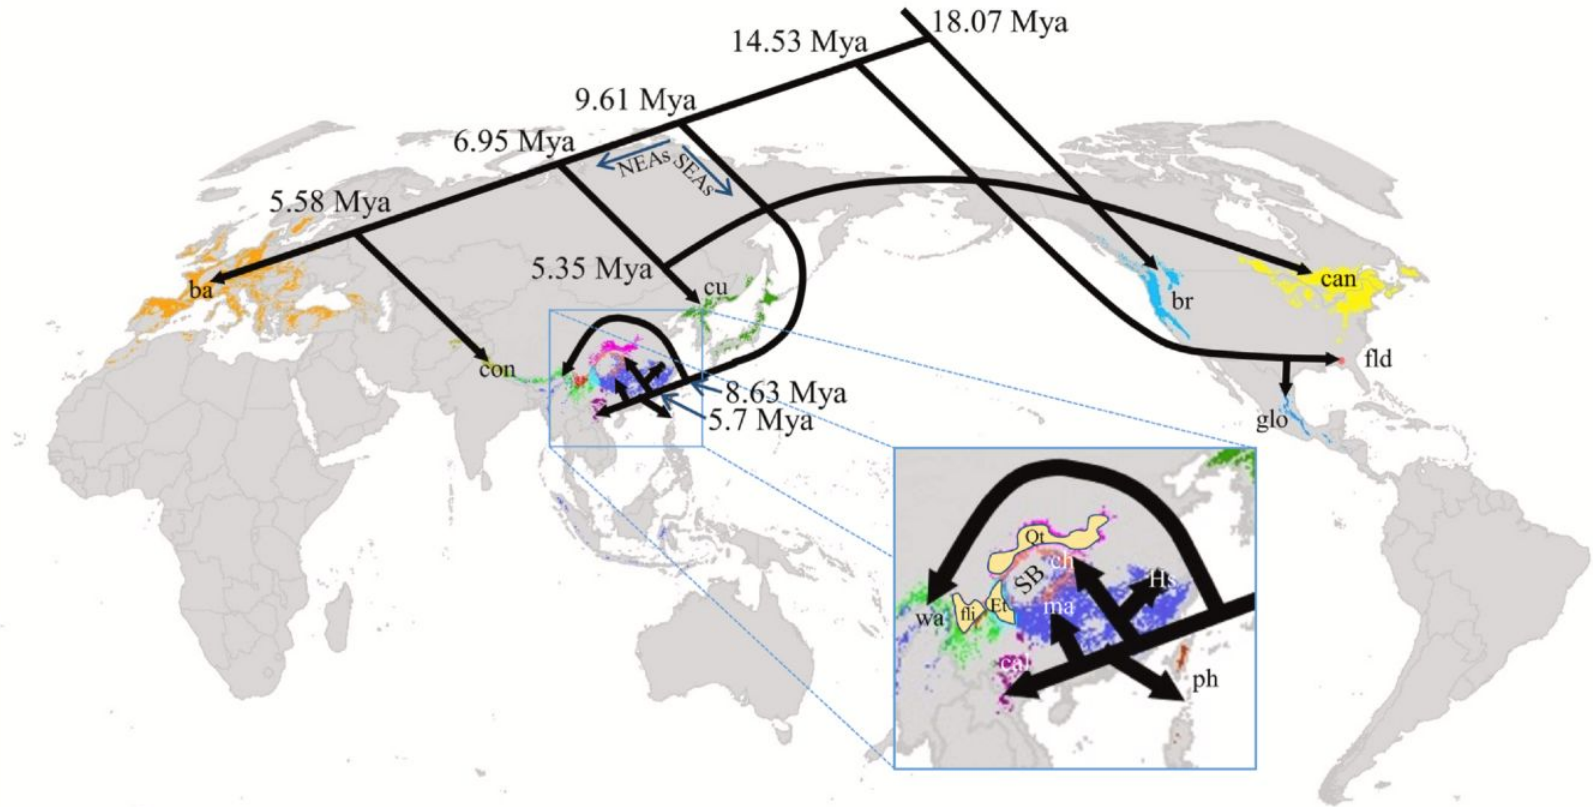 18.07 Mya
14.53 Mya
9.61 Mya
6.95 Mya
NEAs
SEAs
5.58 Mya
5.35 Mya
ba
cu
can
br
con
fld
8.63 Mya
5.7 Mya
glo
Qt
ch
SB
Hs
wa
fli
Et
ma
cal
ph